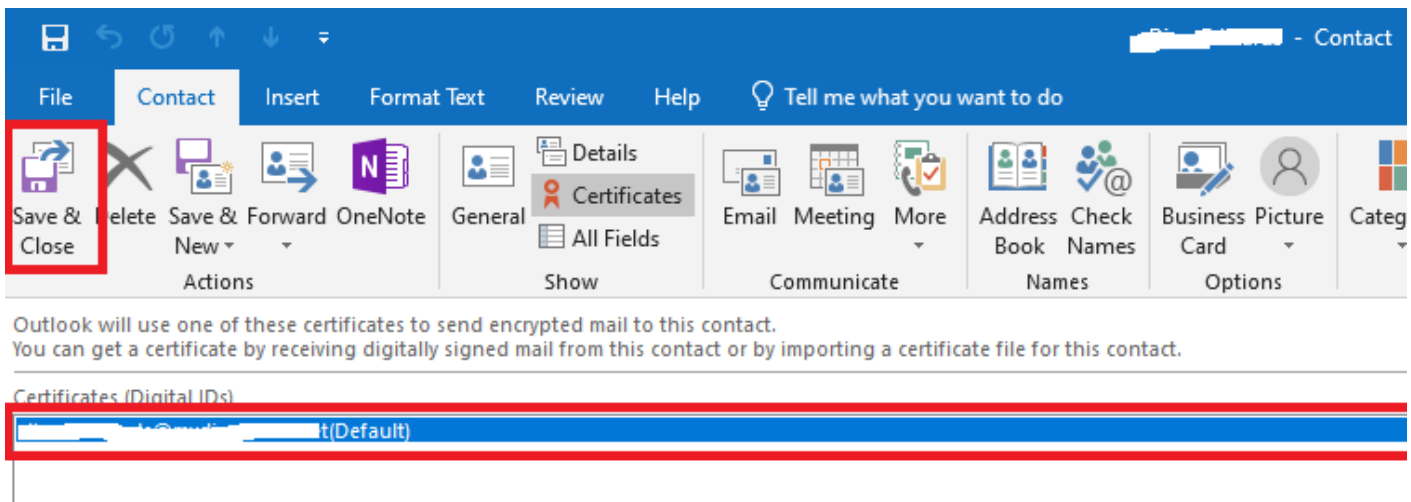 - Contact
File Contact Insert Format Text Review Help Tell me what you want to do
Save & Close
Delete
Save & New
Forward
OneNote
General
Details
Certificates
All Fields
Email
Meeting
More
Address Book
Check Names
Business Card
Picture
Categ
Actions
Show
Communicate
Names
Options
Outlook will use one of these certificates to send encrypted mail to this contact.
You can get a certificate by receiving digitally signed mail from this contact or by importing a certificate file for this contact.
Certificates (Digital IDs)
t(Default)